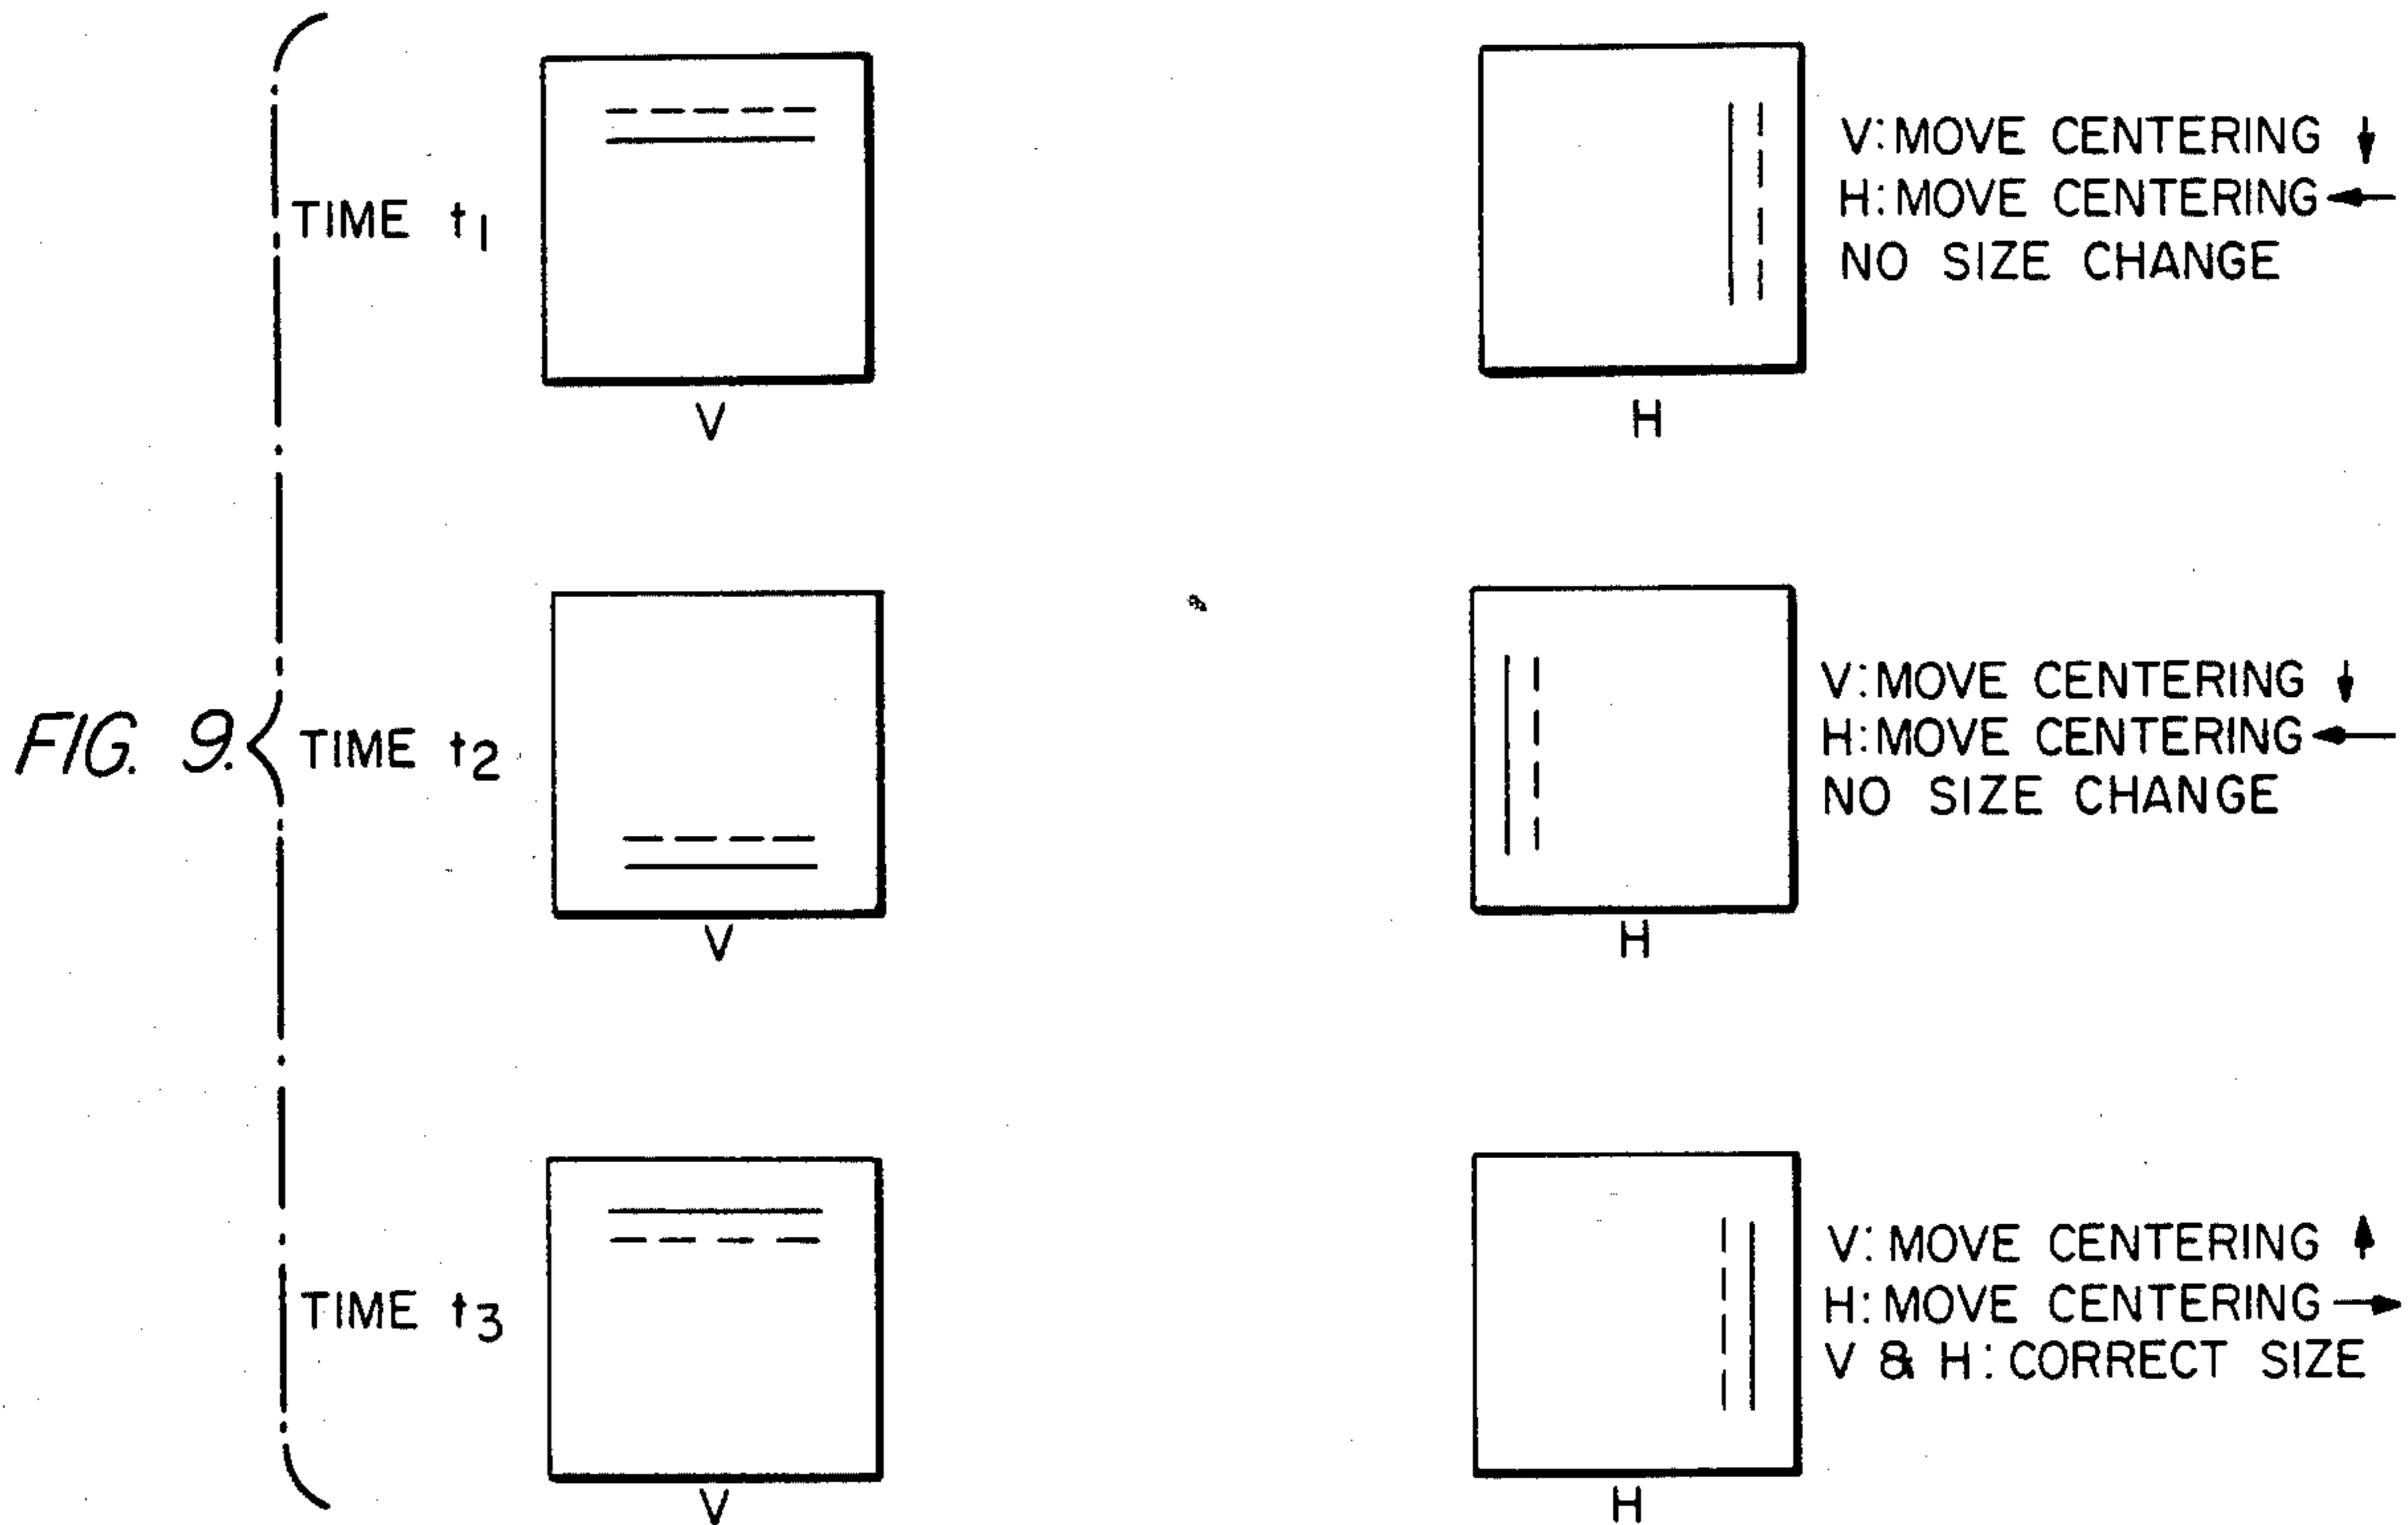 TIME t1
V
H
V: MOVE CENTERING ↓
H: MOVE CENTERING ←
NO SIZE CHANGE
FIG. 9.
TIME t2
V
H
V: MOVE CENTERING ↓
H: MOVE CENTERING ←
NO SIZE CHANGE
TIME t3
V
H
V: MOVE CENTERING ↑
H: MOVE CENTERING →
V & H: CORRECT SIZE